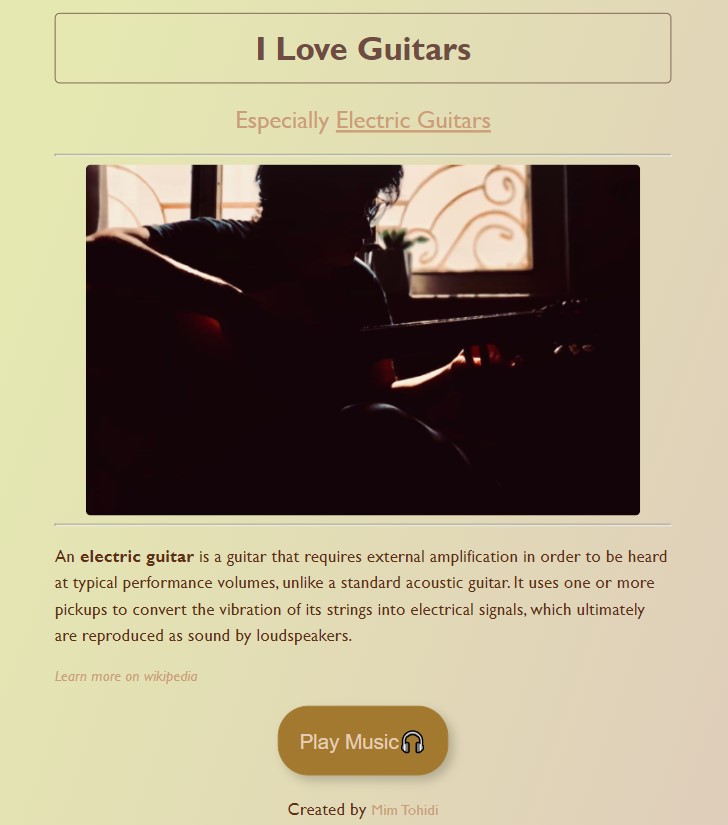 I Love Guitars
Especially Electric Guitars
An electric guitar is a guitar that requires external amplification in order to be heard
at typical performance volumes, unlike a standard acoustic guitar. It uses one or more
pickups to convert the vibration of its strings into electrical signals, which ultimately
are reproduced as sound by loudspeakers.
Learn more on wikipedia
Play Music🎧
Created by Mim Tohidi